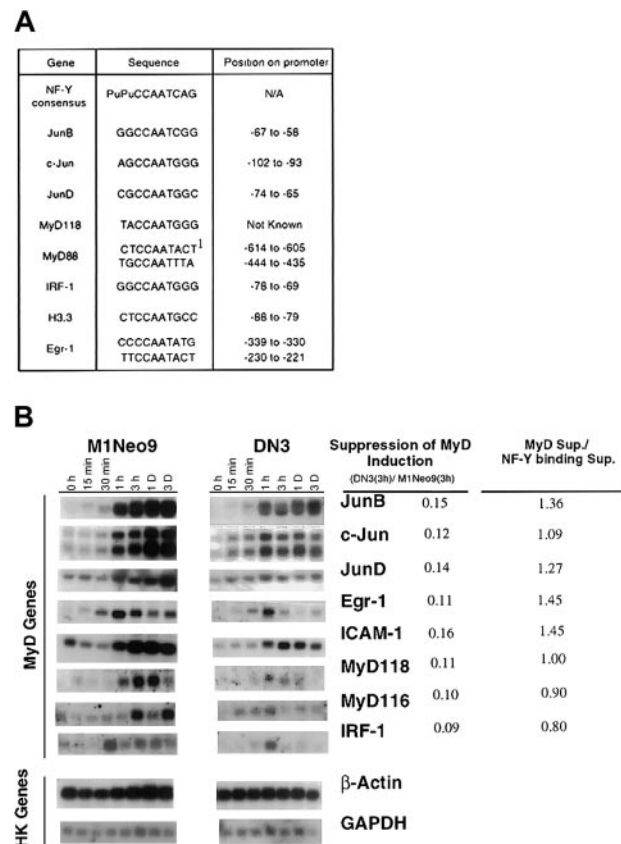 A
Gene Sequence Position on promoter
NF-Y consensus PuPuCCAATCAG N/A
JunB GGCCAATCGG -67 to -58
c-Jun AGCCAATGGG -102 to -93
JunD CGCCAATGGC -74 to -65
MyD118 TACCAATGGG Not Known
MyD88 CTCCAATACT1 -614 to -605
TGCCAATTTA -444 to -435
IRF-1 GGCCAATGGG -78 to -69
H3.3 CTCCAATGCC -88 to -79
Egr-1 CCCCAATATG -339 to -330
TTCCAATACT -230 to -221
B
M1Neo9 DN3 Suppression of MyD Induction MyD Sup./ NF-Y binding Sup.
0 h 15 min 30 min 1 h 3 h 1 D 3 D 0 h 15 min 30 min 1 h 3 h 1 D 3 D (DN3(3h)/ M1Neo9(3h)
MyD Genes
JunB 0.15 1.36
c-Jun 0.12 1.09
JunD 0.14 1.27
Egr-1 0.11 1.45
ICAM-1 0.16 1.45
MyD118 0.11 1.00
MyD116 0.10 0.90
IRF-1 0.09 0.80
HK Genes
β-Actin
GAPDH